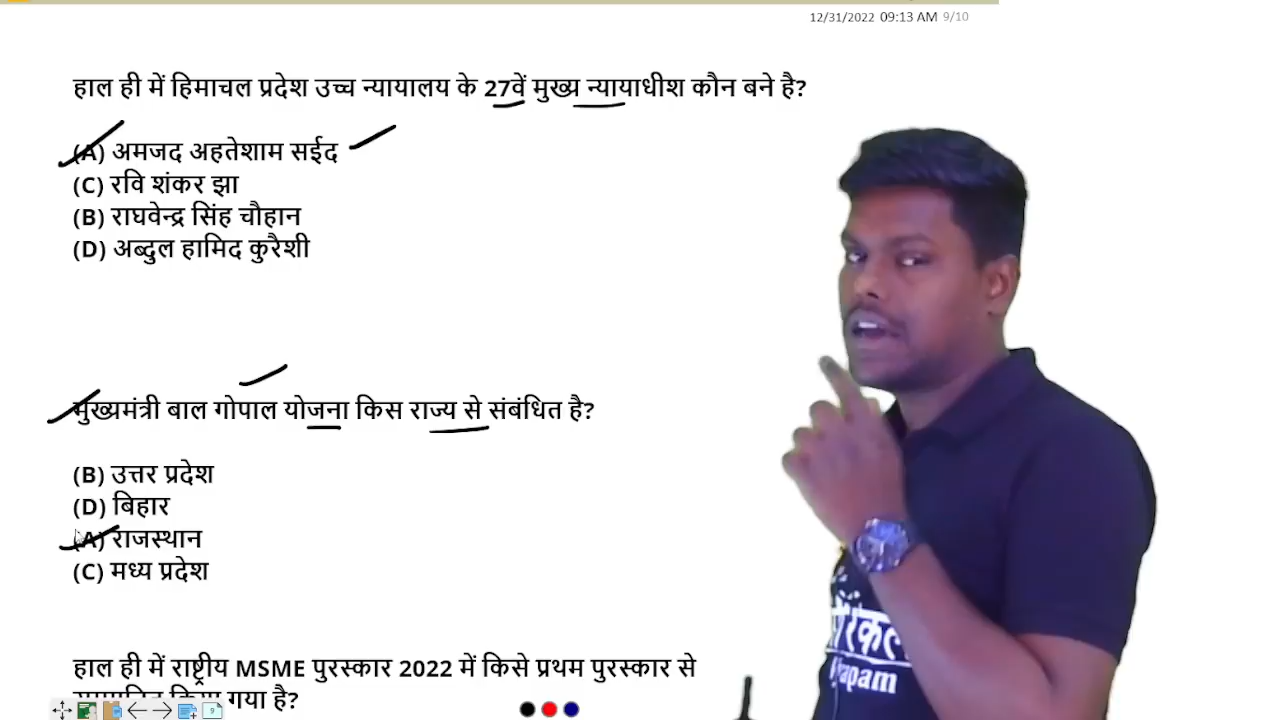 12/31/2022 09:13 AM 9/10
हाल ही में हिमाचल प्रदेश उच्च न्यायालय के 27वें मुख्य न्यायाधीश कौन बने है?
(A) अमजद अहतेशाम सईद
(C) रवि शंकर झा
(B) राघवेन्द्र सिंह चौहान
(D) अब्दुल हामिद कुरैशी
मुख्यमंत्री बाल गोपाल योजना किस राज्य से संबंधित है?
(B) उत्तर प्रदेश
(D) बिहार
(A) राजस्थान
(C) मध्य प्रदेश
हाल ही में राष्ट्रीय MSME पुरस्कार 2022 में किसे प्रथम पुरस्कार से
गया है?
9